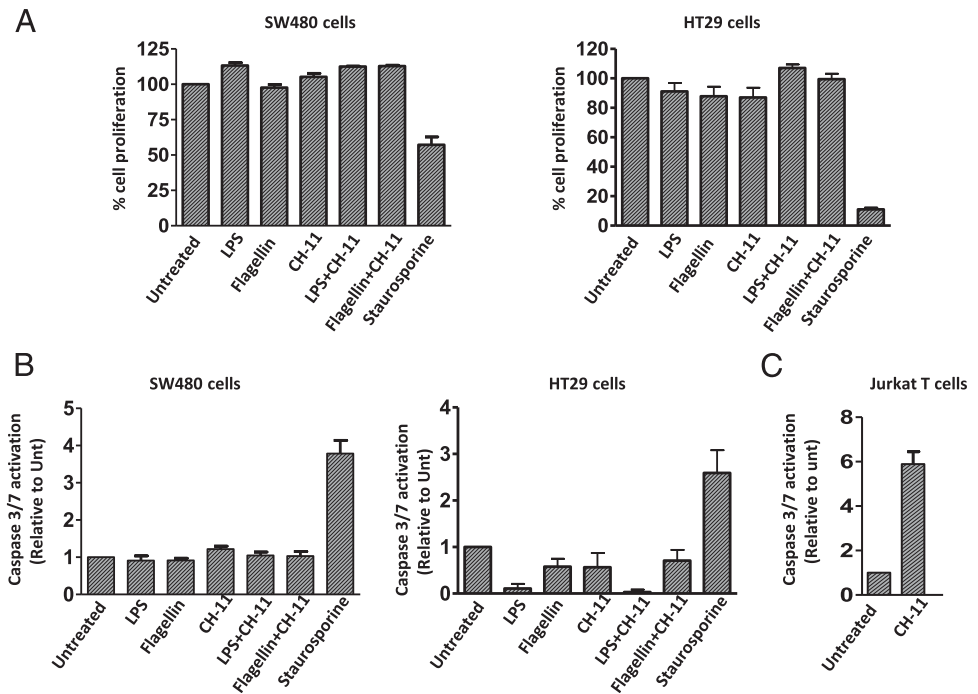 A
SW480 cells
% cell proliferation
125
100
75
50
25
0
Untreated
LPS
Flagellin
CH-11
LPS+CH-11
Flagellin+CH-11
Staurosporine
HT29 cells
% cell proliferation
120
100
80
60
40
20
0
Untreated
LPS
Flagellin
CH-11
LPS+CH-11
Flagellin+CH-11
Staurosporine
B
SW480 cells
Caspase 3/7 activation
(Relative to Unt)
5
4
3
2
1
0
Untreated
LPS
Flagellin
CH-11
LPS+CH-11
Flagellin+CH-11
Staurosporine
HT29 cells
Caspase 3/7 activation
(Relative to Unt)
4
3
2
1
0
Untreated
LPS
Flagellin
CH-11
LPS+CH-11
Flagellin+CH-11
Staurosporine
C
Jurkat T cells
Caspase 3/7 activation
(Relative to unt)
8
6
4
2
0
Untreated
CH-11